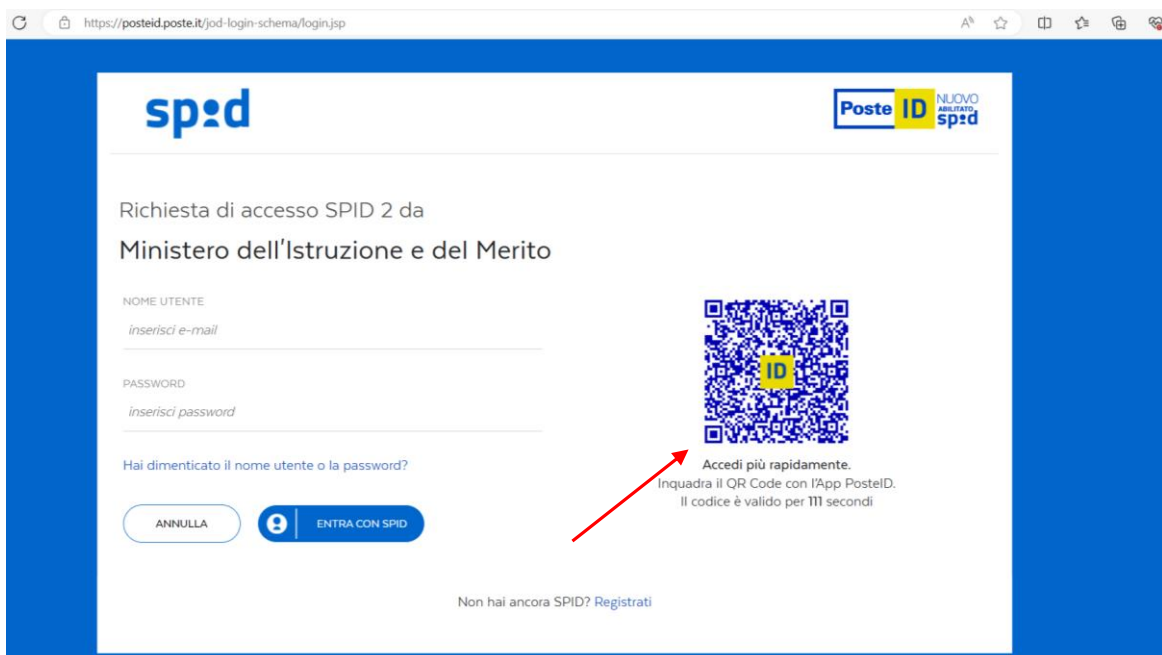 https://posteid.poste.it/jod-login-schema/login.jsp
spid
Poste ID NUOVO ABILITATO spid
Richiesta di accesso SPID 2 da
Ministero dell'Istruzione e del Merito
NOME UTENTE
inserisci e-mail
PASSWORD
inserisci password
Hai dimenticato il nome utente o la password?
ANNULLA
ENTRA CON SPID
ID
Accedi più rapidamente.
Inquadra il QR Code con l'App PosteID.
Il codice è valido per 111 secondi
Non hai ancora SPID? Registrati